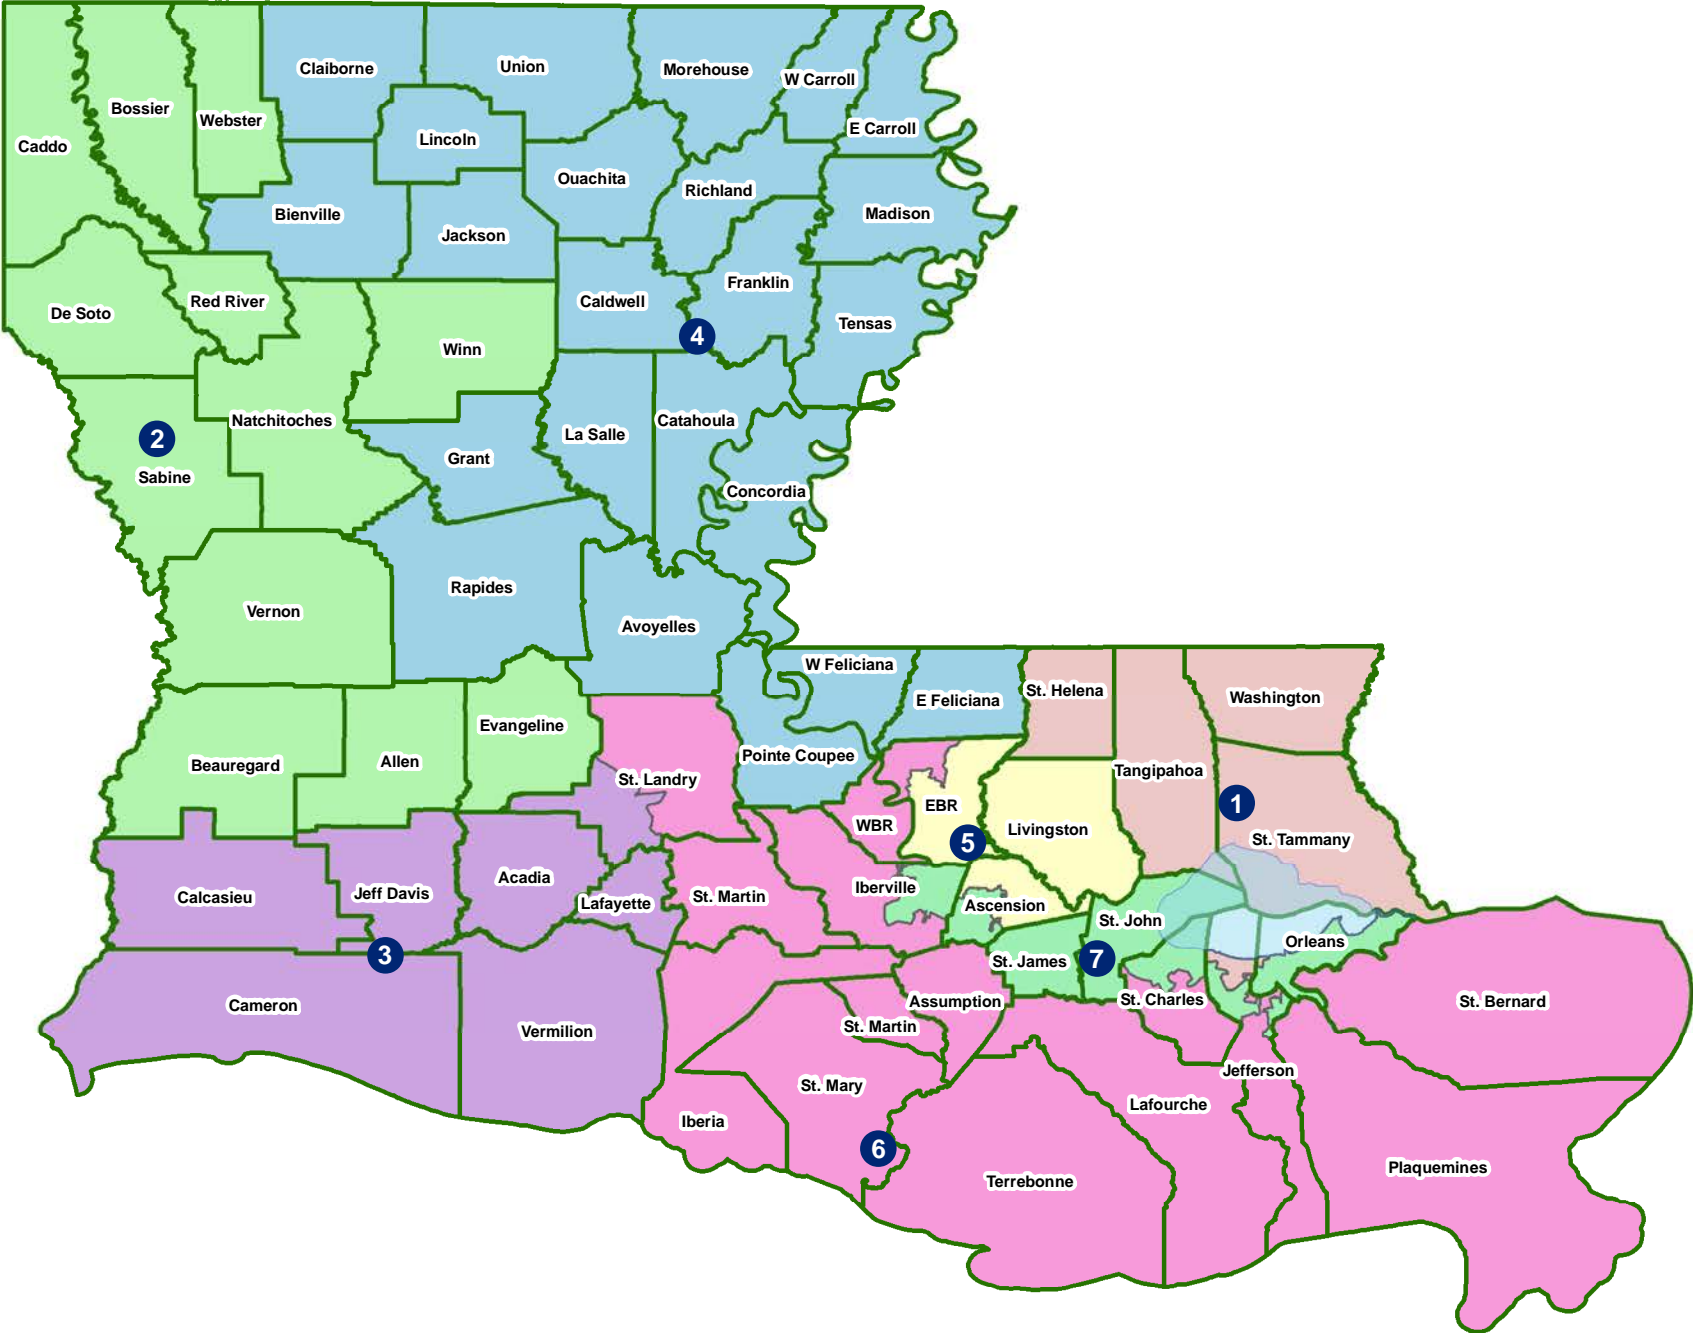 Claiborne
Union
Morehouse
W Carroll
Bossier
Webster
E Carroll
Caddo
Lincoln
Ouachita
Richland
Bienville
Madison
Jackson
Franklin
Red River
Caldwell
De Soto
Tensas
4
Winn
Natchitoches
Catahoula
2
La Salle
Grant
Sabine
Concordia
Rapides
Vernon
Avoyelles
W Feliciana
St. Helena
Washington
E Feliciana
Evangeline
Pointe Coupee
Allen
Beauregard
Tangipahoa
St. Landry
1
EBR
WBR
Livingston
St. Tammany
5
Acadia
Iberville
Jeff Davis
Calcasieu
St. Martin
Lafayette
Ascension
St. John
Orleans
3
St. James
7
Cameron
Assumption
St. Charles
St. Bernard
St. Martin
Vermilion
Jefferson
St. Mary
Lafourche
Iberia
6
Plaquemines
Terrebonne